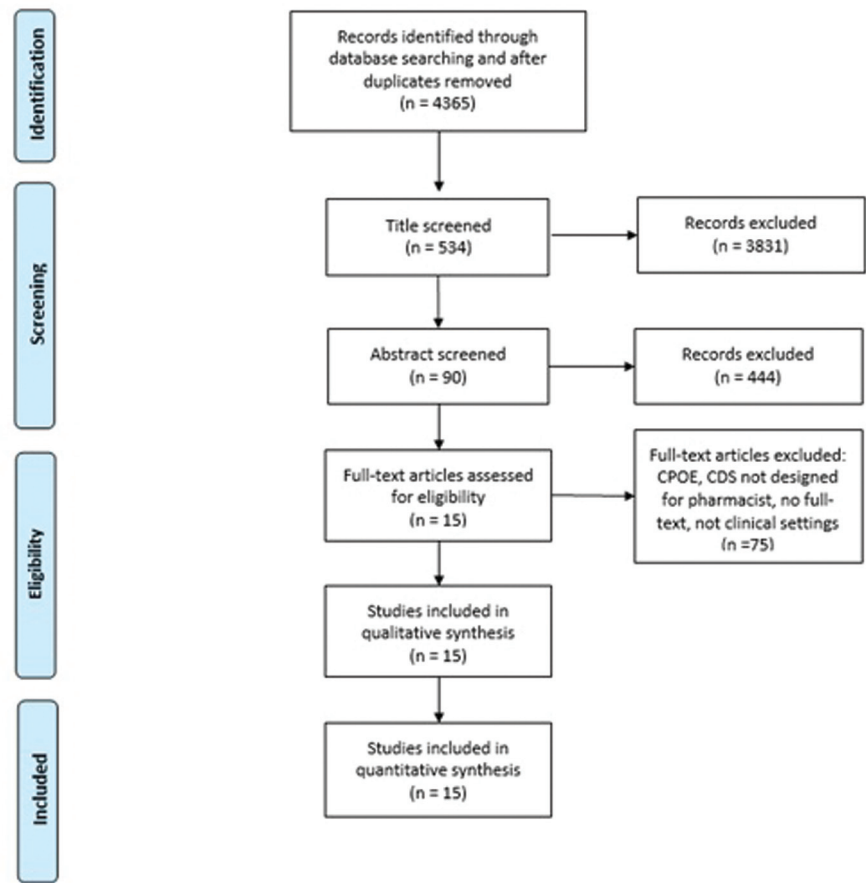 Identification
Records identified through
database searching and after
duplicates removed
(n = 4365)
Screening
Title screened
(n = 534)
Records excluded
(n = 3831)
Abstract screened
(n = 90)
Records excluded
(n = 444)
Eligibility
Full-text articles assessed
for eligibility
(n = 15)
Full-text articles excluded:
CPOE, CDS not designed
for pharmacist, no full-
text, not clinical settings
(n =75)
Studies included in
qualitative synthesis
(n = 15)
Included
Studies included in
quantitative synthesis
(n = 15)